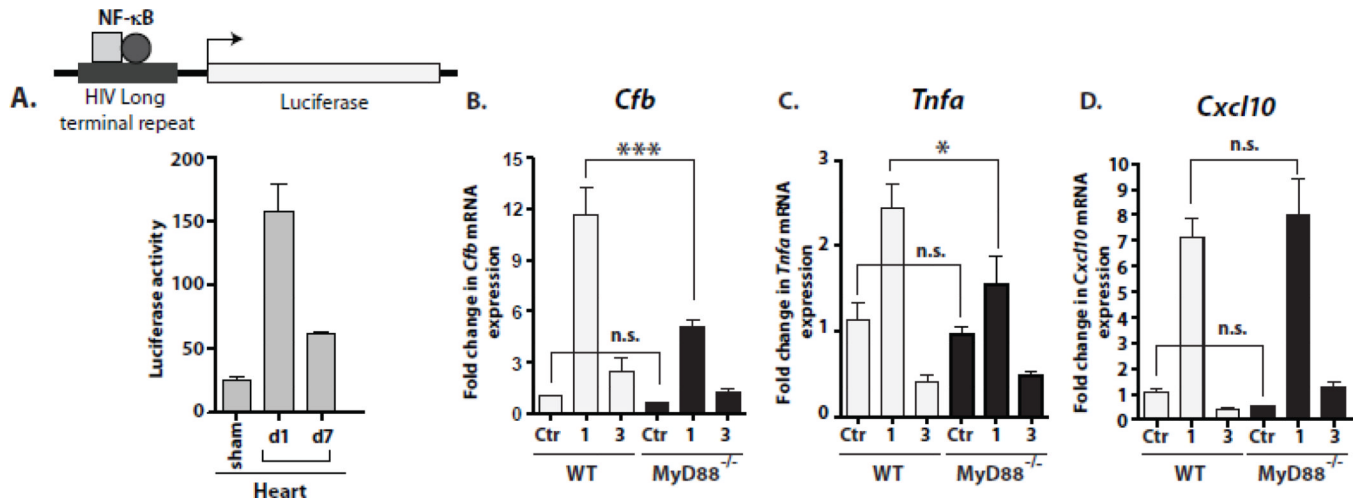 NF-κB
A.
HIV Long
terminal repeat
Luciferase
Luciferase activity
200
150
100
50
0
sham
d1
d7
Heart
B.
Cfb
Fold change in Cfb mRNA
expression
15
12
9
6
3
0
***
n.s.
Ctr 1 3 Ctr 1 3
WT MyD88-/-
C.
Tnfa
Fold change in Tnfa mRNA
expression
3
2
1
0
*
n.s.
Ctr 1 3 Ctr 1 3
WT MyD88-/-
D.
Cxcl10
Fold change in Cxcl10 mRNA
expression
10
9
8
7
6
5
4
3
2
1
0
n.s.
n.s.
Ctr 1 3 Ctr 1 3
WT MyD88-/-